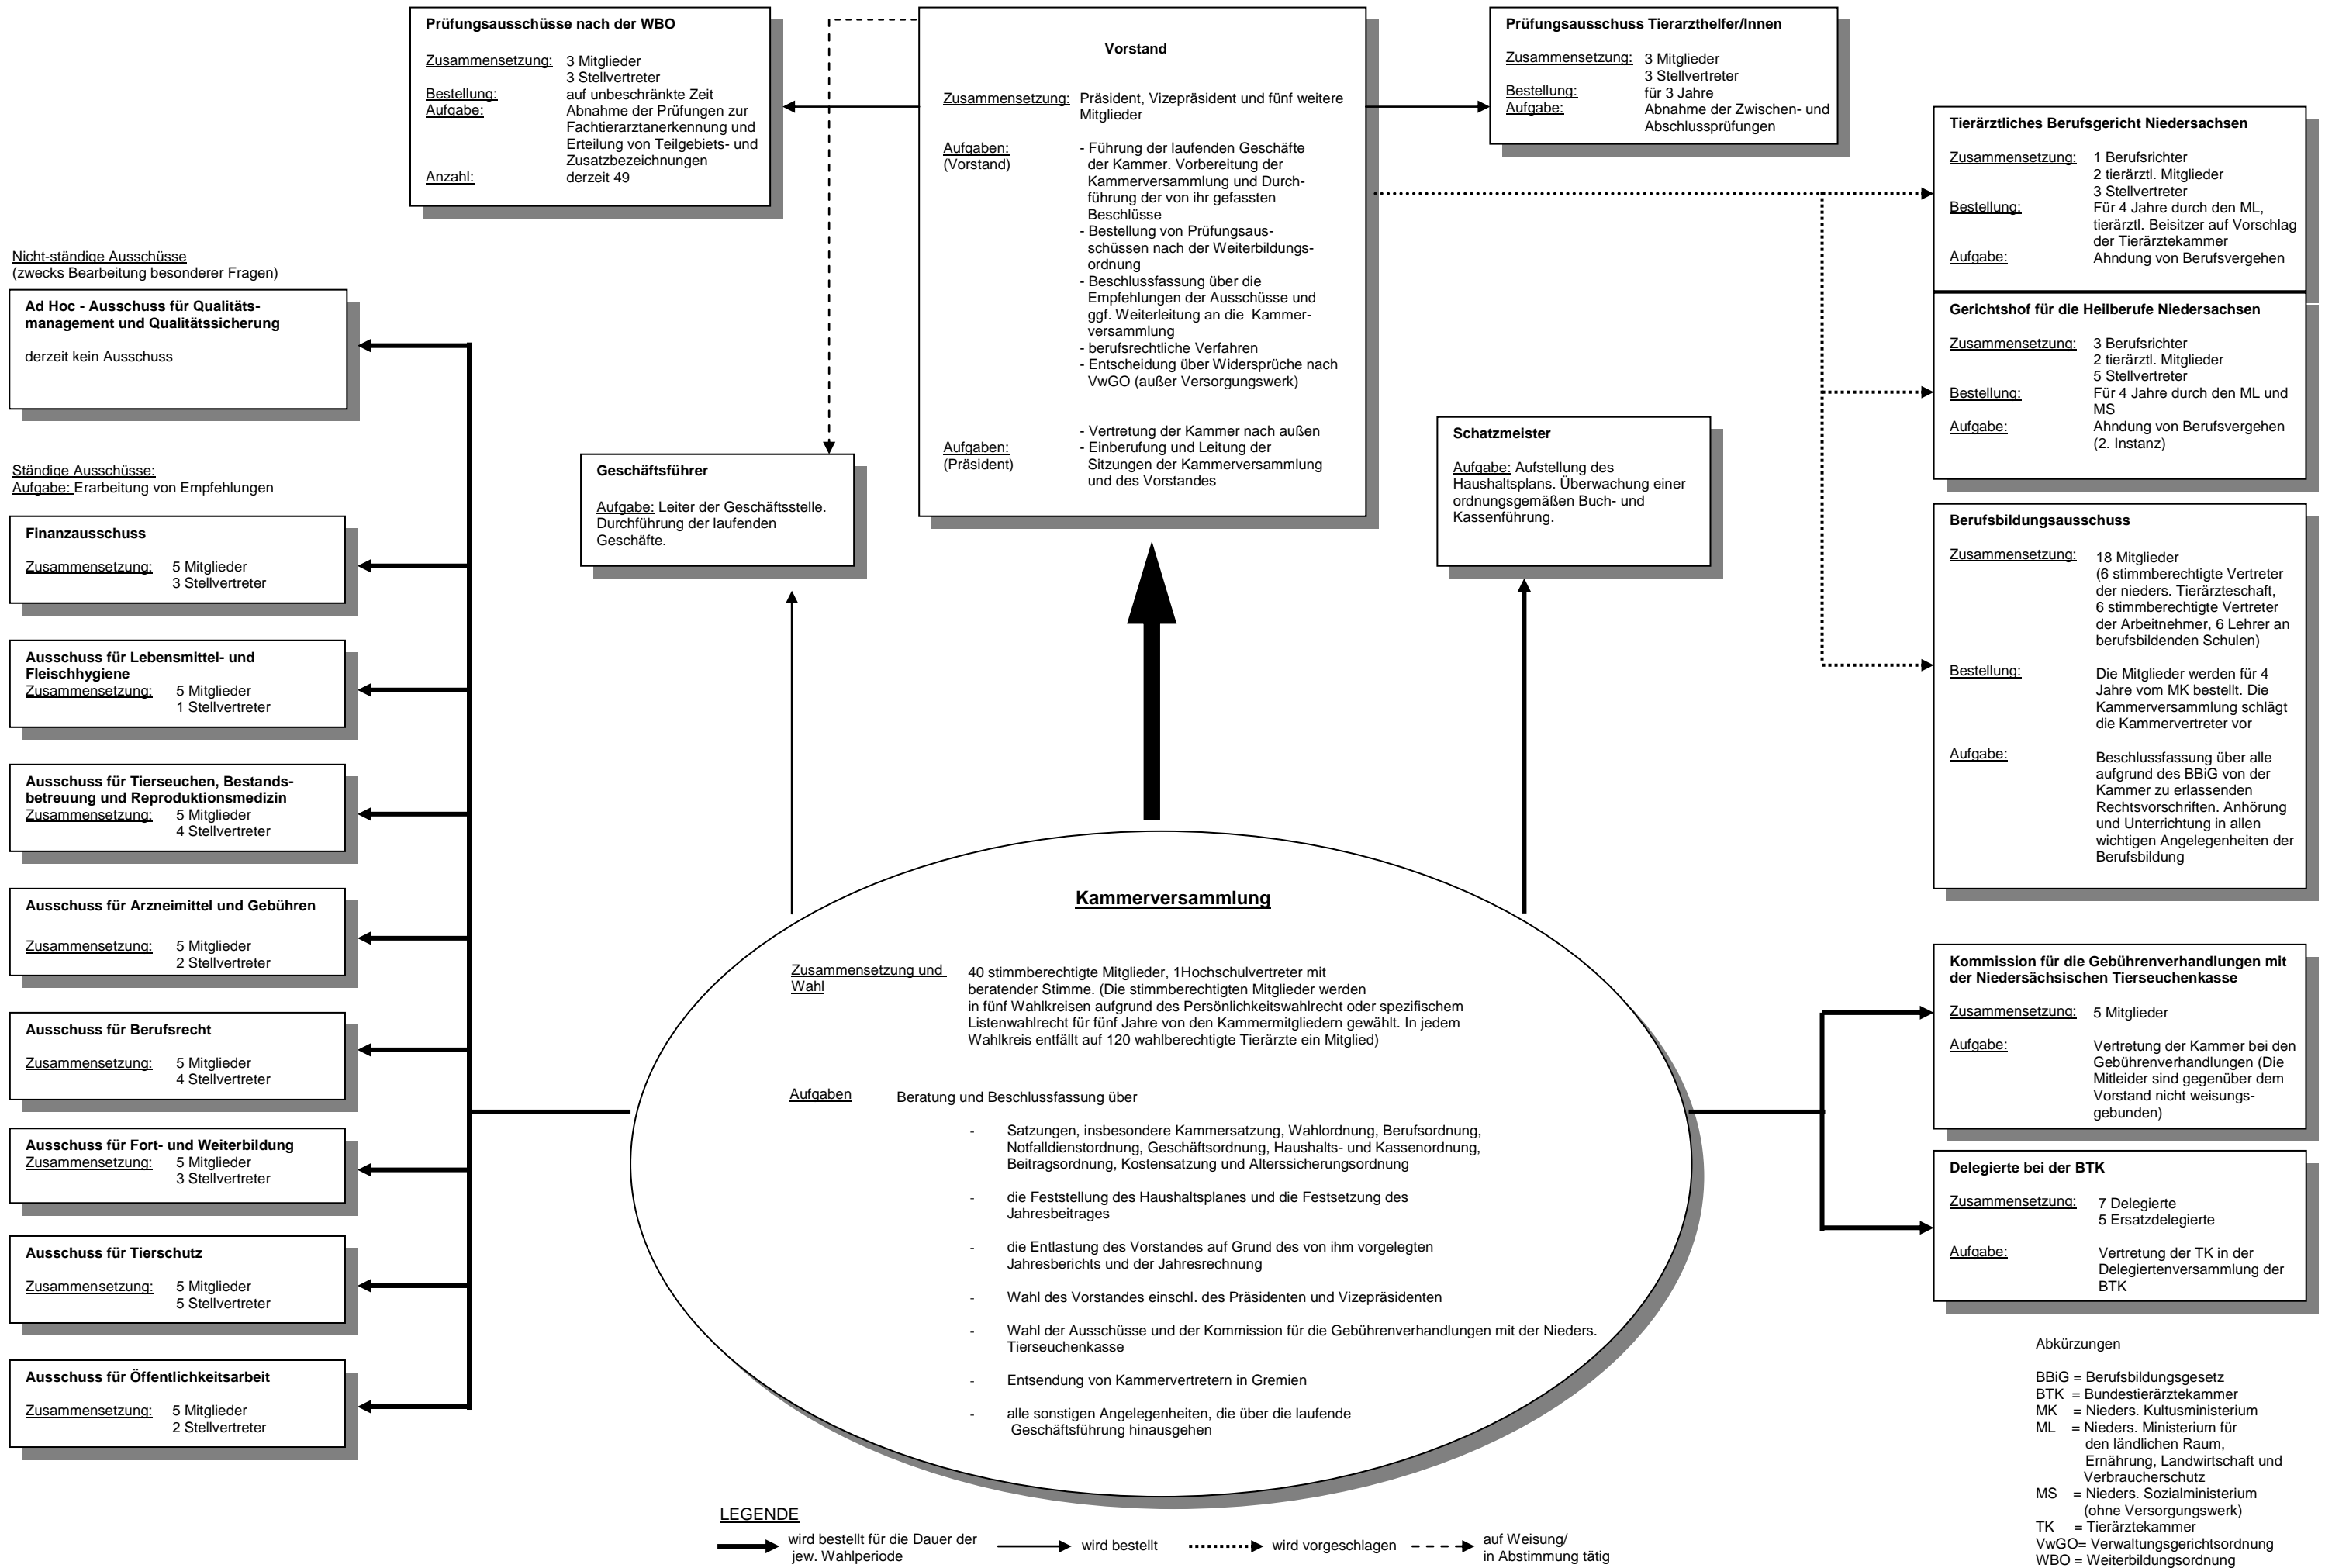 Prüfungsausschüsse nach der WBO
Zusammensetzung: 3 Mitglieder
3 Stellvertreter
Bestellung: auf unbeschränkte Zeit
Aufgabe: Abnahme der Prüfungen zur
Fachtierarztanerkennung und
Erteilung von Teilgebiets- und
Zusatzbezeichnungen
Anzahl: derzeit 49
Vorstand
Zusammensetzung: Präsident, Vizepräsident und fünf weitere
Mitglieder
Aufgaben: - Führung der laufenden Geschäfte
(Vorstand) der Kammer. Vorbereitung der
Kammerversammlung und Durch-
führung der von ihr gefassten
Beschlüsse
- Bestellung von Prüfungsaus-
schüssen nach der Weiterbildungs-
ordnung
- Beschlussfassung über die
Empfehlungen der Ausschüsse und
ggf. Weiterleitung an die Kammer-
versammlung
- berufsrechtliche Verfahren
- Entscheidung über Widersprüche nach
VwGO (außer Versorgungswerk)
- Vertretung der Kammer nach außen
Aufgaben: - Einberufung und Leitung der
(Präsident) Sitzungen der Kammerversammlung
und des Vorstandes
Prüfungsausschuss Tierarzthelfer/Innen
Zusammensetzung: 3 Mitglieder
3 Stellvertreter
Bestellung: für 3 Jahre
Aufgabe: Abnahme der Zwischen- und
Abschlussprüfungen
Tierärztliches Berufsgericht Niedersachsen
Zusammensetzung: 1 Berufsrichter
2 tierärztl. Mitglieder
3 Stellvertreter
Bestellung: Für 4 Jahre durch den ML,
tierärztl. Beisitzer auf Vorschlag
der Tierärztekammer
Aufgabe: Ahndung von Berufsvergehen
Gerichtshof für die Heilberufe Niedersachsen
Zusammensetzung: 3 Berufsrichter
2 tierärztl. Mitglieder
5 Stellvertreter
Bestellung: Für 4 Jahre durch den ML und
MS
Aufgabe: Ahndung von Berufsvergehen
(2. Instanz)
Berufsbildungsausschuss
Zusammensetzung: 18 Mitglieder
(6 stimmberechtigte Vertreter
der nieders. Tierärzteschaft,
6 stimmberechtigte Vertreter
der Arbeitnehmer, 6 Lehrer an
berufsbildenden Schulen)
Bestellung: Die Mitglieder werden für 4
Jahre vom MK bestellt. Die
Kammerversammlung schlägt
die Kammervertreter vor
Aufgabe: Beschlussfassung über alle
aufgrund des BBiG von der
Kammer zu erlassenden
Rechtsvorschriften. Anhörung
und Unterrichtung in allen
wichtigen Angelegenheiten der
Berufsbildung
Nicht-ständige Ausschüsse
(zwecks Bearbeitung besonderer Fragen)
Ad Hoc - Ausschuss für Qualitäts-
management und Qualitätssicherung
derzeit kein Ausschuss
Ständige Ausschüsse:
Aufgabe: Erarbeitung von Empfehlungen
Finanzausschuss
Zusammensetzung: 5 Mitglieder
3 Stellvertreter
Ausschuss für Lebensmittel- und
Fleischhygiene
Zusammensetzung: 5 Mitglieder
1 Stellvertreter
Ausschuss für Tierseuchen, Bestands-
betreuung und Reproduktionsmedizin
Zusammensetzung: 5 Mitglieder
4 Stellvertreter
Ausschuss für Arzneimittel und Gebühren
Zusammensetzung: 5 Mitglieder
2 Stellvertreter
Ausschuss für Berufsrecht
Zusammensetzung: 5 Mitglieder
4 Stellvertreter
Ausschuss für Fort- und Weiterbildung
Zusammensetzung: 5 Mitglieder
3 Stellvertreter
Ausschuss für Tierschutz
Zusammensetzung: 5 Mitglieder
5 Stellvertreter
Ausschuss für Öffentlichkeitsarbeit
Zusammensetzung: 5 Mitglieder
2 Stellvertreter
Geschäftsführer
Aufgabe: Leiter der Geschäftsstelle.
Durchführung der laufenden
Geschäfte.
Schatzmeister
Aufgabe: Aufstellung des
Haushaltsplans. Überwachung einer
ordnungsgemäßen Buch- und
Kassenführung.
Kammerversammlung
Zusammensetzung und 40 stimmberechtigte Mitglieder, 1Hochschulvertreter mit
Wahl beratender Stimme. (Die stimmberechtigten Mitglieder werden
in fünf Wahlkreisen aufgrund des Persönlichkeitswahlrecht oder spezifischem
Listenwahlrecht für fünf Jahre von den Kammermitgliedern gewählt. In jedem
Wahlkreis entfällt auf 120 wahlberechtigte Tierärzte ein Mitglied)
Aufgaben Beratung und Beschlussfassung über
- Satzungen, insbesondere Kammersatzung, Wahlordnung, Berufsordnung,
Notfalldienstordnung, Geschäftsordnung, Haushalts- und Kassenordnung,
Beitragsordnung, Kostensatzung und Alterssicherungsordnung
- die Feststellung des Haushaltsplanes und die Festsetzung des
Jahresbeitrages
- die Entlastung des Vorstandes auf Grund des von ihm vorgelegten
Jahresberichts und der Jahresrechnung
- Wahl des Vorstandes einschl. des Präsidenten und Vizepräsidenten
- Wahl der Ausschüsse und der Kommission für die Gebührenverhandlungen mit der Nieders.
Tierseuchenkasse
- Entsendung von Kammervertretern in Gremien
- alle sonstigen Angelegenheiten, die über die laufende
Geschäftsführung hinausgehen
Kommission für die Gebührenverhandlungen mit
der Niedersächsischen Tierseuchenkasse
Zusammensetzung: 5 Mitglieder
Aufgabe: Vertretung der Kammer bei den
Gebührenverhandlungen (Die
Mitleider sind gegenüber dem
Vorstand nicht weisungs-
gebunden)
Delegierte bei der BTK
Zusammensetzung: 7 Delegierte
5 Ersatzdelegierte
Aufgabe: Vertretung der TK in der
Delegiertenversammlung der
BTK
Abkürzungen
BBiG = Berufsbildungsgesetz
BTK = Bundestierärztekammer
MK = Nieders. Kultusministerium
ML = Nieders. Ministerium für
den ländlichen Raum,
Ernährung, Landwirtschaft und
Verbraucherschutz
MS = Nieders. Sozialministerium
(ohne Versorgungswerk)
TK = Tierärztekammer
VwGO= Verwaltungsgerichtsordnung
WBO = Weiterbildungsordnung
LEGENDE
wird bestellt für die Dauer der
jew. Wahlperiode
wird bestellt
wird vorgeschlagen
auf Weisung/
in Abstimmung tätig